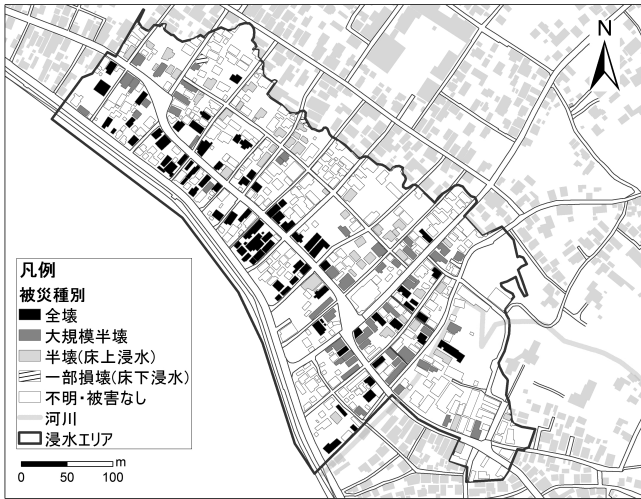 N
凡例
被災種別
全壊
大規模半壊
半壊(床上浸水)
一部損壊(床下浸水)
不明・被害なし
河川
浸水エリア
m
0 50 100